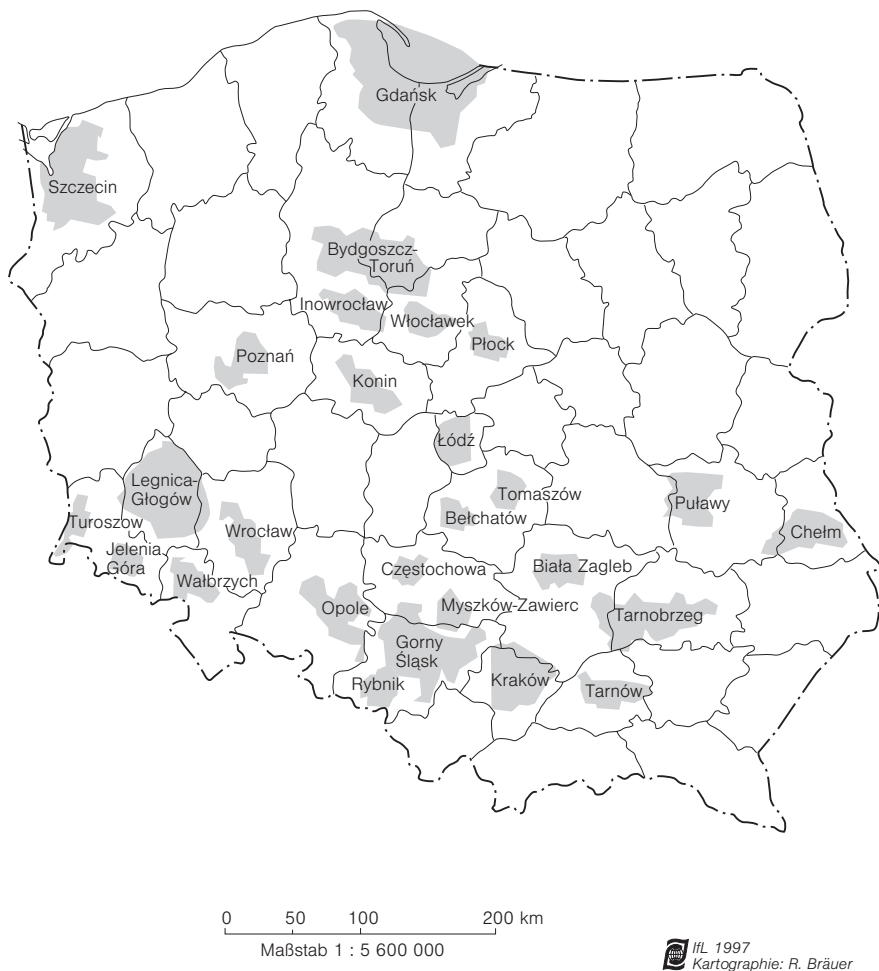 Gdańsk
Szczecin
Bydgoszcz-
Toruń
Inowrocław
Włocławek
Płock
Poznań
Konin
Łódź
Legnica-
Głogów
Tomaszów
Puławy
Turoszow
Bełchatów
Wrocław
Chełm
Jelenia
Góra
Wałbrzych
Częstochowa
Biała Zagleb
Opole
Myszków-Zawierc
Tarnobrzeg
Gorny
Śląsk
Rybnik
Kraków
Tarnów
0 50 100 200 km
Maßstab 1 : 5 600 000
IfL 1997
Kartographie: R. Bräuer